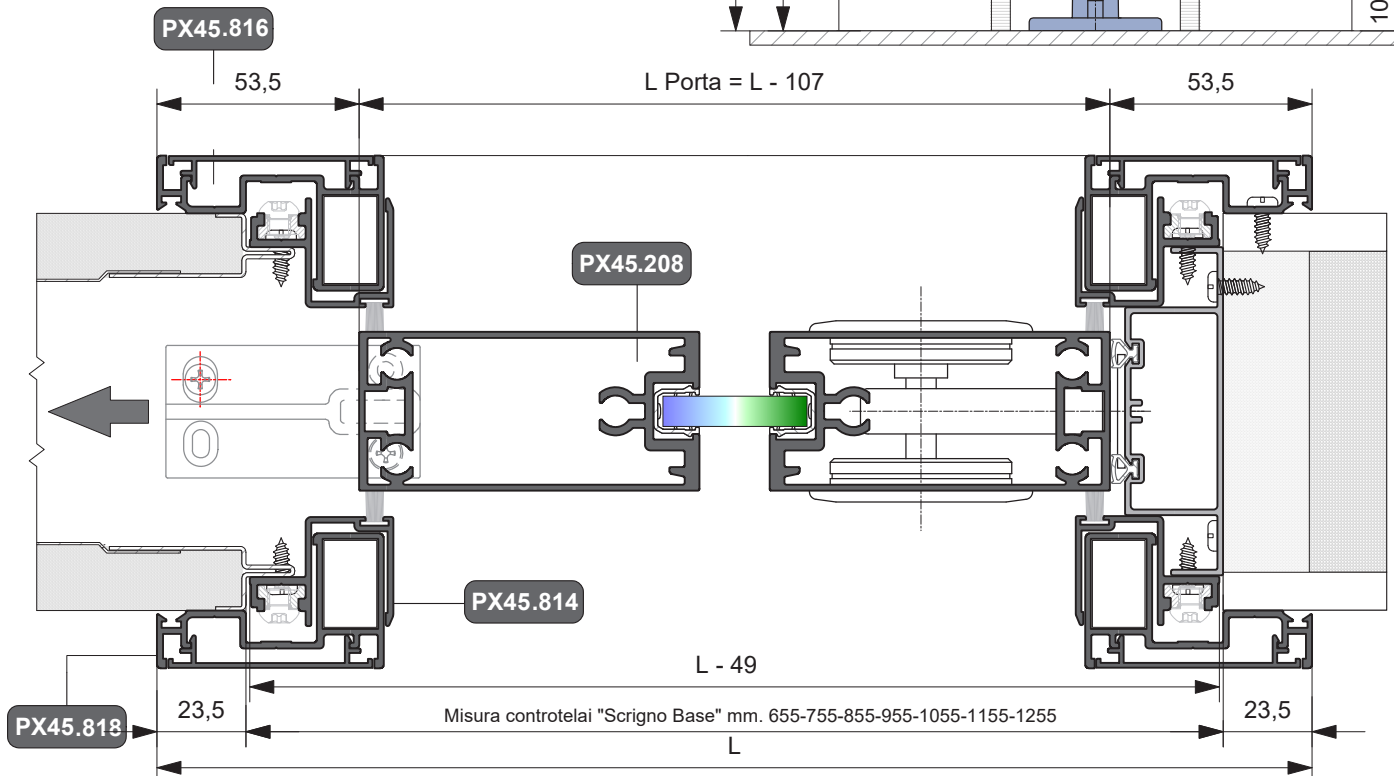 PX45.816
10
53,5
L Porta = L - 107
53,5
PX45.208
PX45.814
L - 49
PX45.818
23,5
Misura controtelai "Scrigno Base" mm. 655-755-855-955-1055-1155-1255
23,5
L